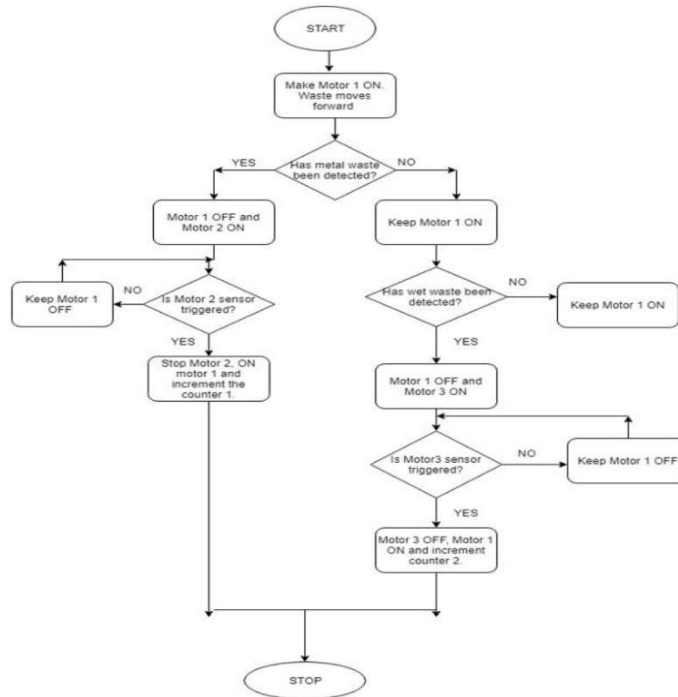 START
Make Motor 1 ON.
Waste moves
forward
YES
Has metal waste
been detected?
NO
Motor 1 OFF and
Motor 2 ON
Keep Motor 1 ON
Keep Motor 1
OFF
NO
Is Motor 2 sensor
triggered?
Has wet waste been
detected?
NO
Keep Motor 1 ON
YES
YES
Stop Motor 2, ON
motor 1 and
increment the
counter 1.
Motor 1 OFF and
Motor 3 ON
Is Motor3 sensor
triggered?
NO
Keep Motor 1 OFF
YES
Motor 3 OFF, Motor 1
ON and increment
counter 2.
STOP